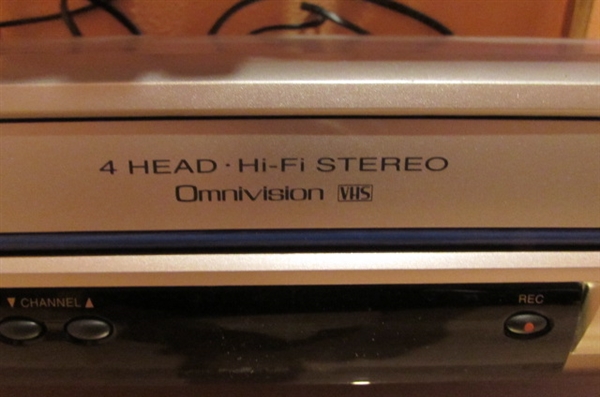 4 HEAD · Hi-Fi STEREO
Omnivision VHS
▼ CHANNEL ▲
REC